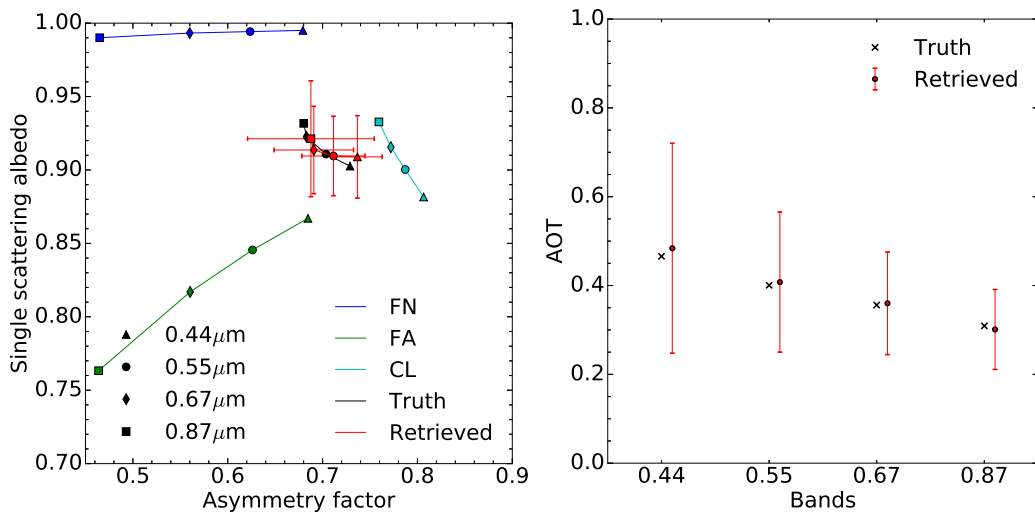 1.00
0.95
0.90
0.85
0.80
0.75
0.70
Single scattering albedo
0.5 0.6 0.7 0.8 0.9
Asymmetry factor
0.44μm
0.55μm
0.67μm
0.87μm
FN
FA
CL
Truth
Retrieved
1.0
0.8
0.6
0.4
0.2
0.0
AOT
0.44 0.55 0.67 0.87
Bands
Truth
Retrieved